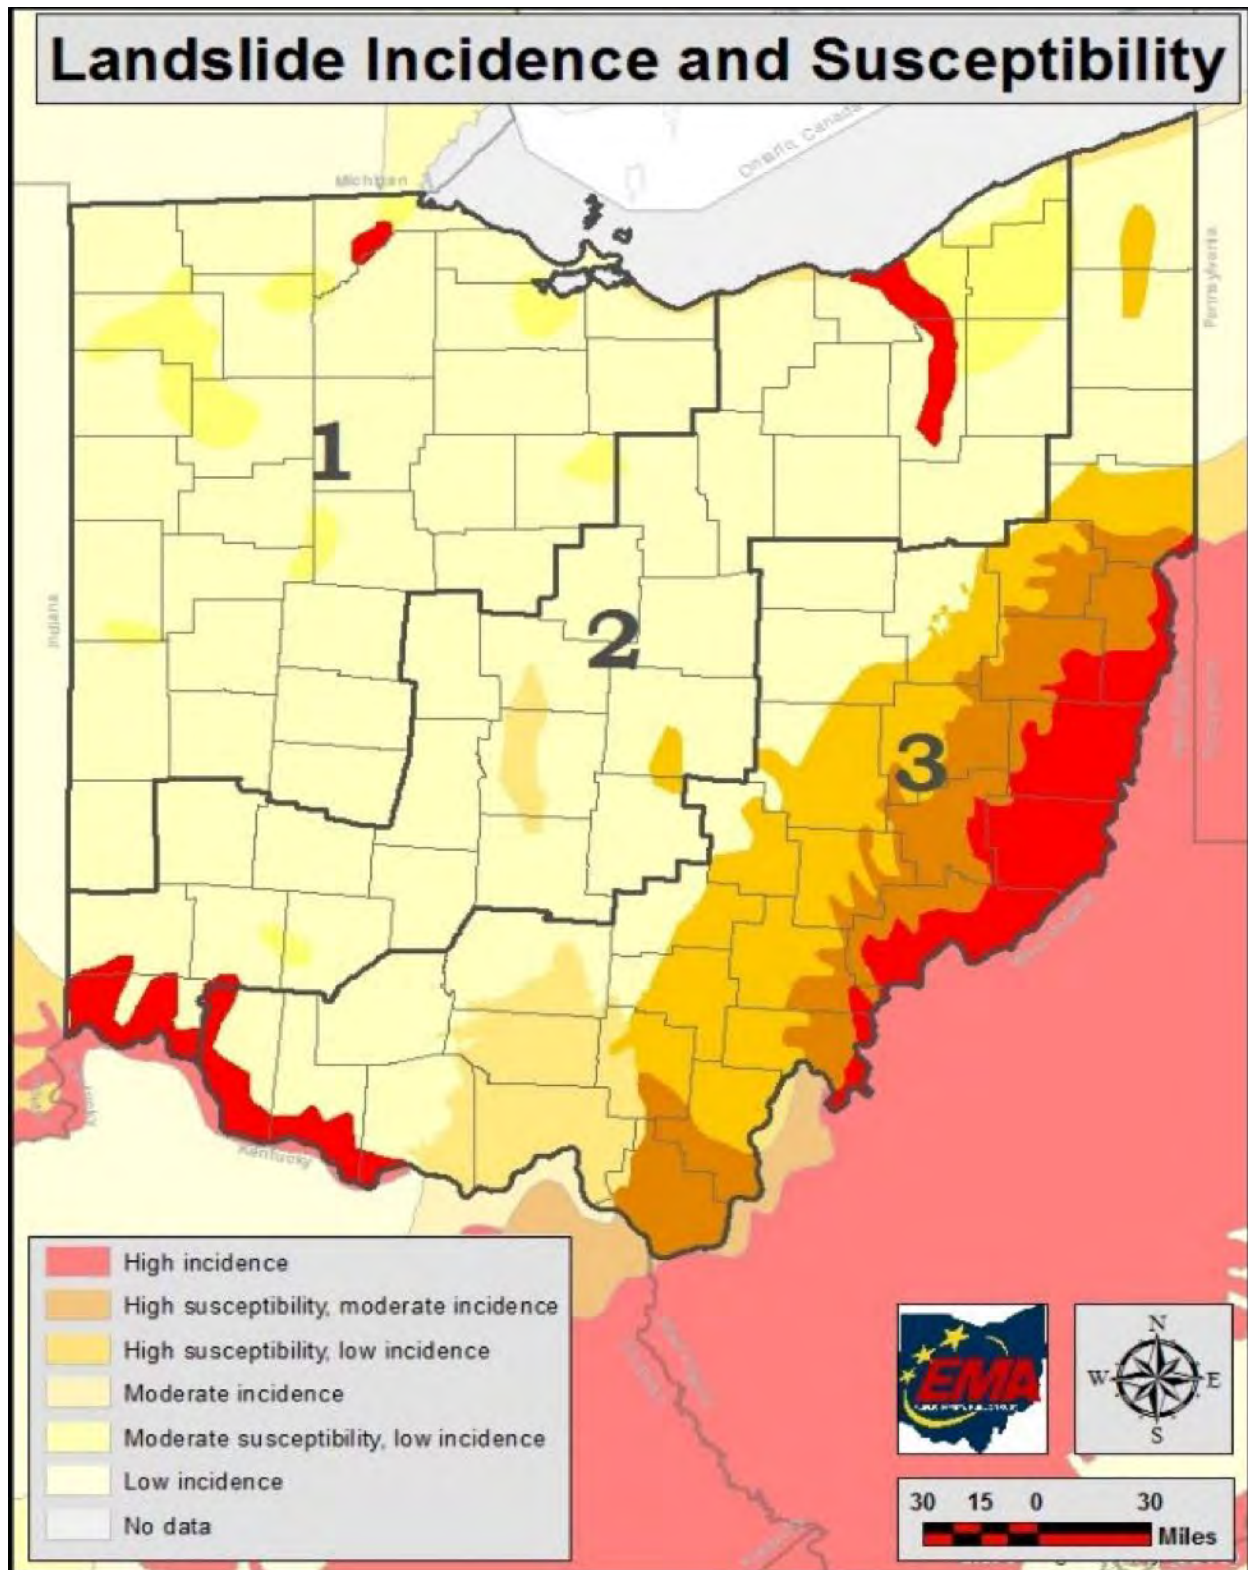 Landslide Incidence and Susceptibility
Ontario, Canada
Michigan
Pennsylvania
1
Indiana
2
3
Kentucky
High incidence
High susceptibility, moderate incidence
High susceptibility, low incidence
Moderate incidence
Moderate susceptibility, low incidence
Low incidence
No data
EMA
N
W E
S
30 15 0 30
Miles